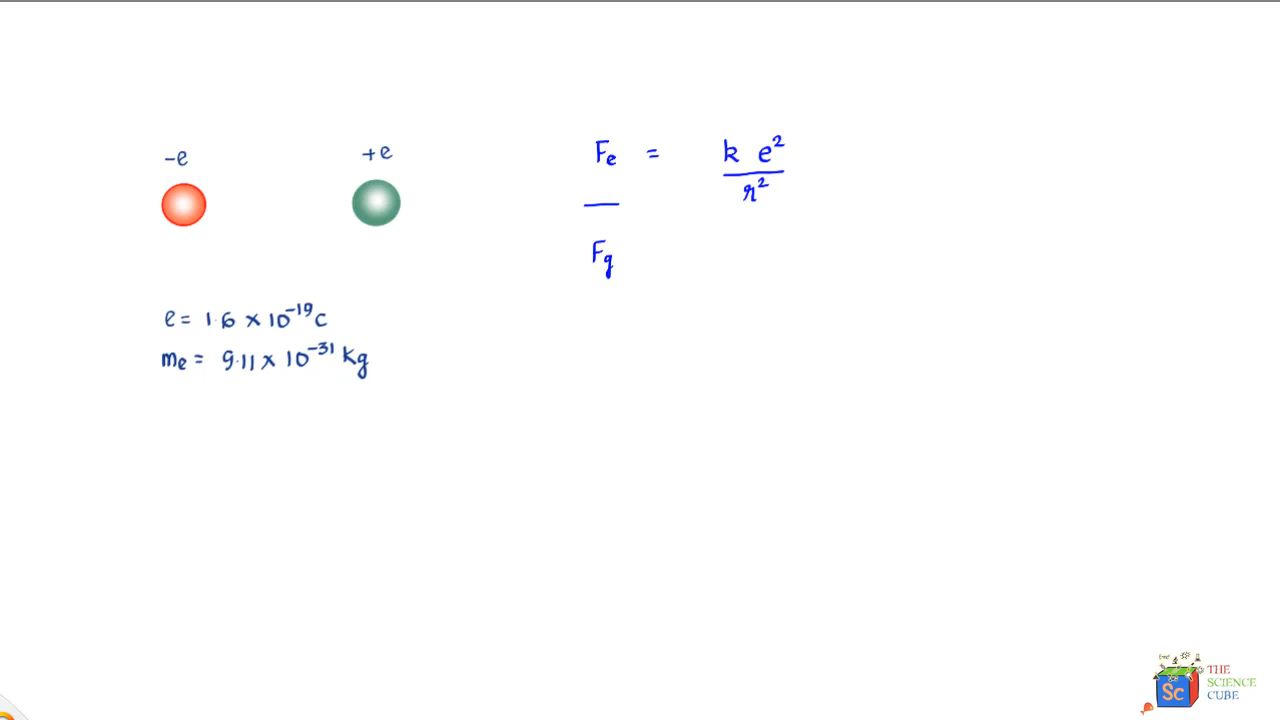 -e
+e
Fe = k e²
r²
Fg
e = 1.6 × 10⁻¹⁹ C
me = 9.11 × 10⁻³¹ Kg
Sc
THE
SCIENCE
CUBE